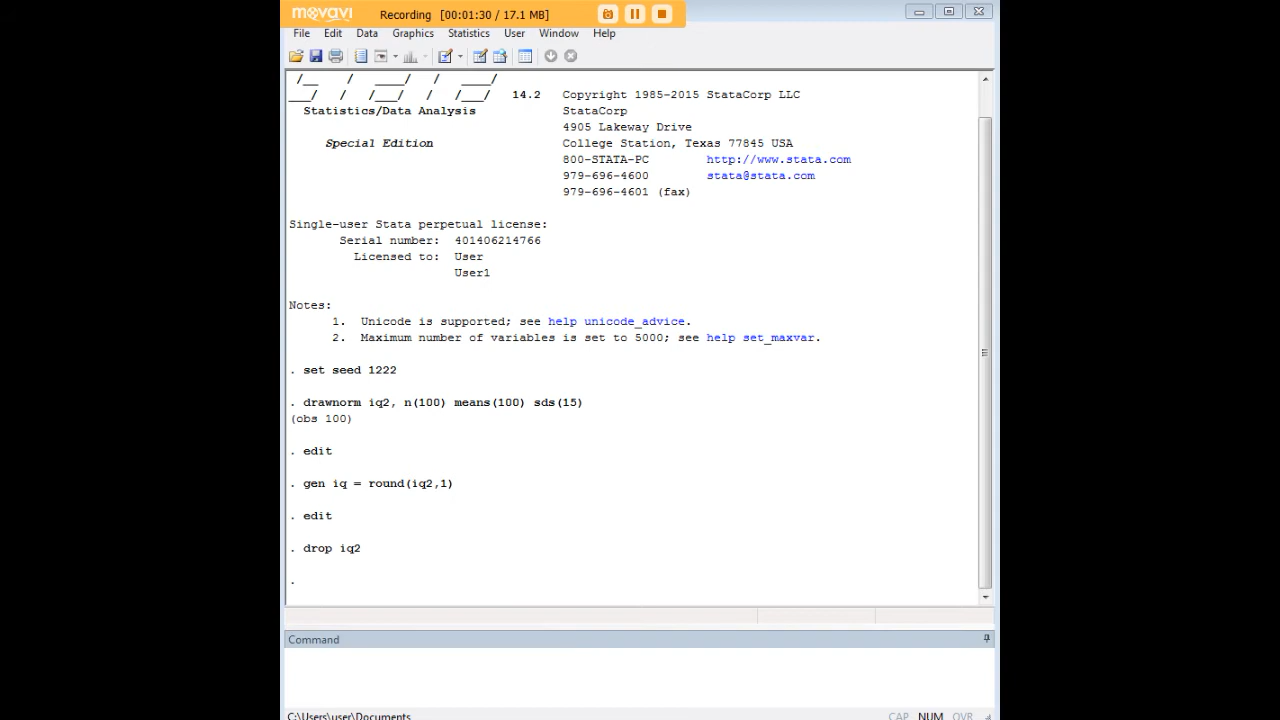 movavi Recording [00:01:30 / 17.1 MB]
File Edit Data Graphics Statistics User Window Help
14.2 Copyright 1985-2015 StataCorp LLC
Statistics/Data Analysis StataCorp
4905 Lakeway Drive
Special Edition College Station, Texas 77845 USA
800-STATA-PC http://www.stata.com
979-696-4600 stata@stata.com
979-696-4601 (fax)
Single-user Stata perpetual license:
Serial number: 401406214766
Licensed to: User
User1
Notes:
1. Unicode is supported; see help unicode_advice.
2. Maximum number of variables is set to 5000; see help set_maxvar.
. set seed 1222
. drawnorm iq2, n(100) means(100) sds(15)
(obs 100)
. edit
. gen iq = round(iq2,1)
. edit
. drop iq2
.
Command
C:\Users\user\Documents CAP NUM OVR